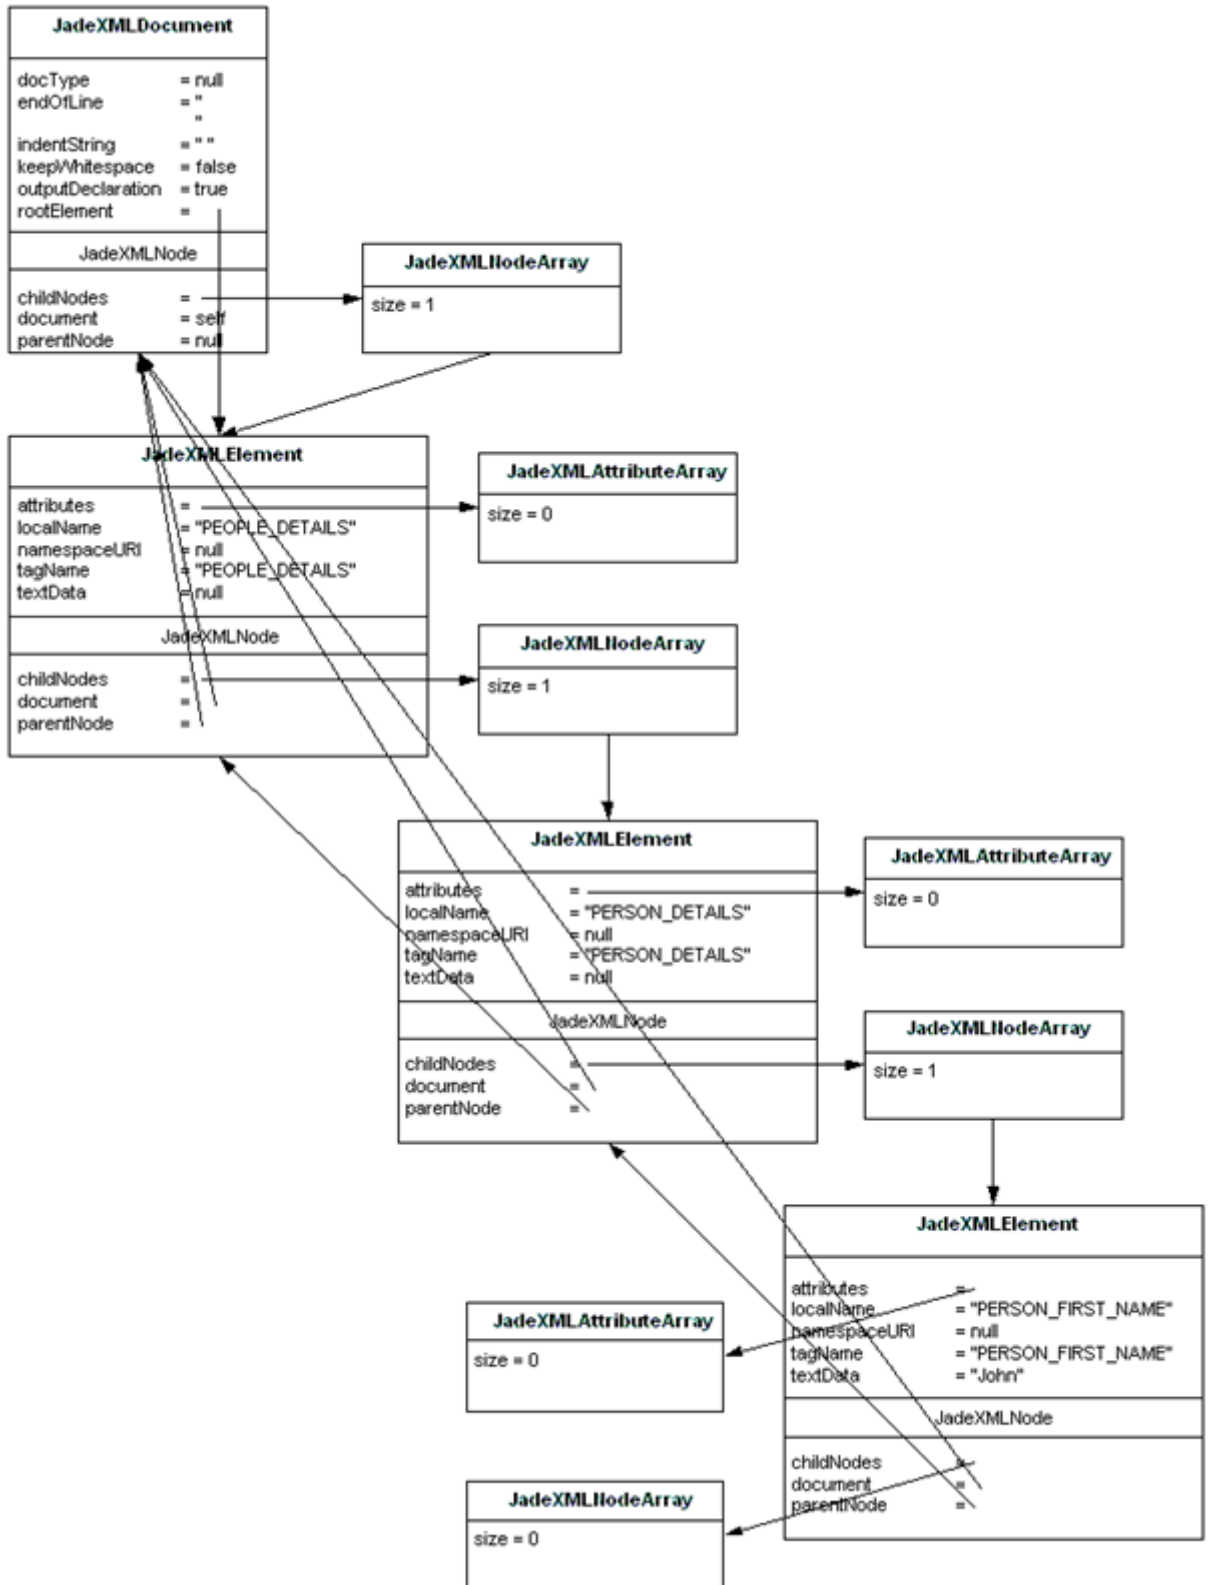 JadeXMLDocument
docType = null
endOfLine = "
"
indentString = " "
keepWhitespace = false
outputDeclaration = true
rootElement =
JadeXMLNode
childNodes =
document = self
parentNode = null
JadeXMLNodeArray
size = 1
JadeXMLElement
attributes =
localName = "PEOPLE_DETAILS"
namespaceURI = null
tagName = "PEOPLE_DETAILS"
textData = null
JadeXMLNode
childNodes =
document =
parentNode =
JadeXMLAttributeArray
size = 0
JadeXMLNodeArray
size = 1
JadeXMLElement
attributes =
localName = "PERSON_DETAILS"
namespaceURI = null
tagName = "PERSON_DETAILS"
textData = null
JadeXMLNode
childNodes =
document =
parentNode =
JadeXMLAttributeArray
size = 0
JadeXMLNodeArray
size = 1
JadeXMLElement
attributes =
localName = "PERSON_FIRST_NAME"
namespaceURI = null
tagName = "PERSON_FIRST_NAME"
textData = "John"
JadeXMLNode
childNodes =
document =
parentNode =
JadeXMLAttributeArray
size = 0
JadeXMLNodeArray
size = 0